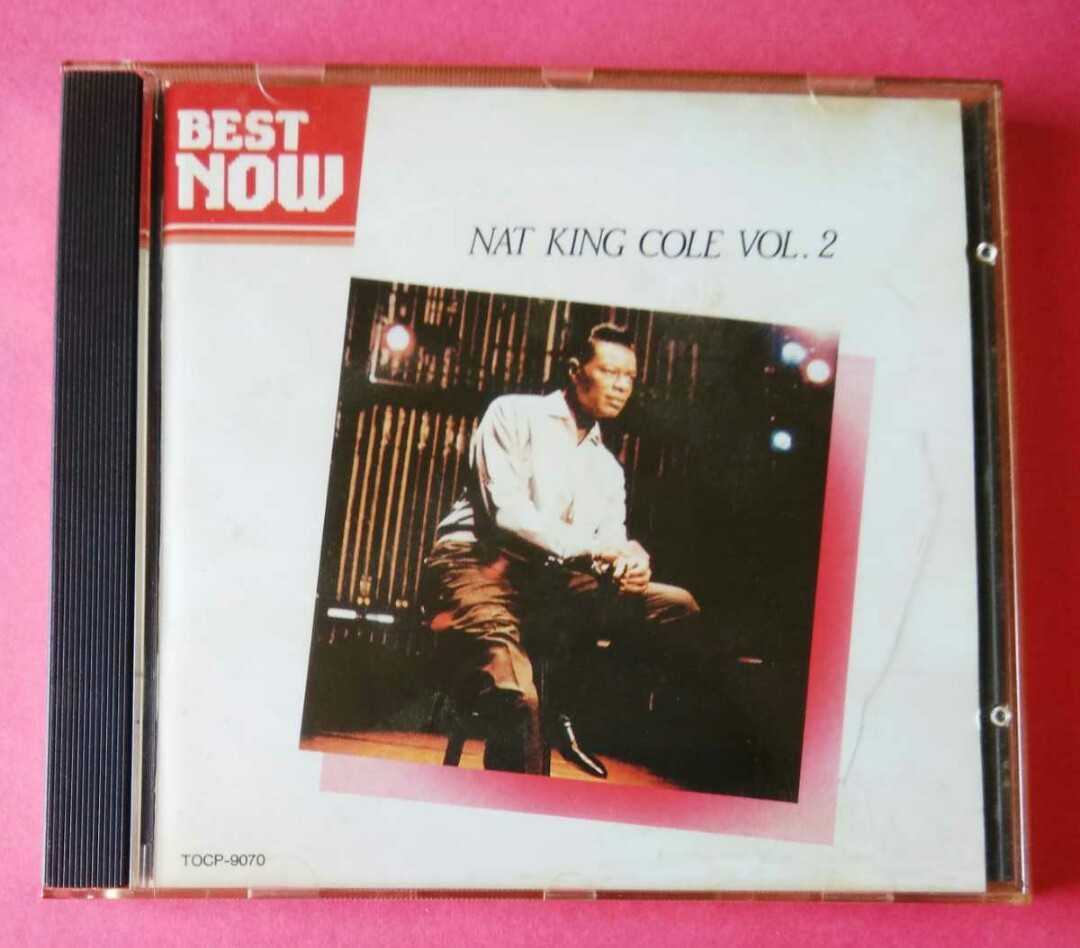 BEST
NOW
NAT KING COLE VOL. 2
TOCP-9070